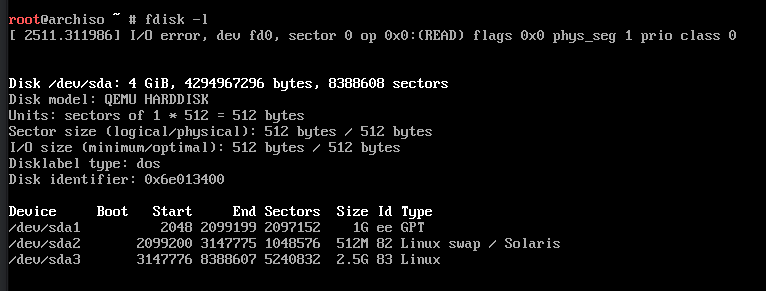 root@archiso ~ # fdisk -l
[ 2511.311986] I/O error, dev fd0, sector 0 op 0x0:(READ) flags 0x0 phys_seg 1 prio class 0
Disk /dev/sda: 4 GiB, 4294967296 bytes, 8388608 sectors
Disk model: QEMU HARDDISK
Units: sectors of 1 * 512 = 512 bytes
Sector size (logical/physical): 512 bytes / 512 bytes
I/O size (minimum/optimal): 512 bytes / 512 bytes
Disklabel type: dos
Disk identifier: 0x6e013400
Device     Boot   Start     End Sectors  Size Id Type
/dev/sda1          2048 2099199 2097152    1G ee GPT
/dev/sda2       2099200 3147775 1048576  512M 82 Linux swap / Solaris
/dev/sda3       3147776 8388607 5240832  2.5G 83 Linux